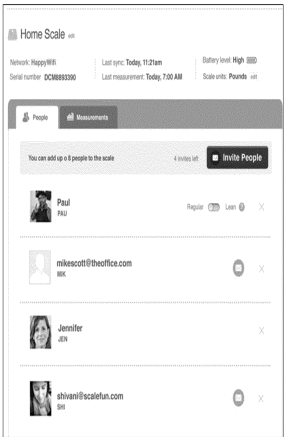 Home Scale edit
Network: HappyWifi
Last sync: Today, 11:21am
Battery level: High
Serial number DCM8893390
Last measurement: Today, 7:00 AM
Scale units: Pounds edit
People
Measurements
You can add up o 8 people to the scale
4 invites left
Invite People
Paul
PAU
Regular
Lean ?
mikescott@theoffice.com
MIK
Jennifer
JEN
shivani@scalefun.com
SHI